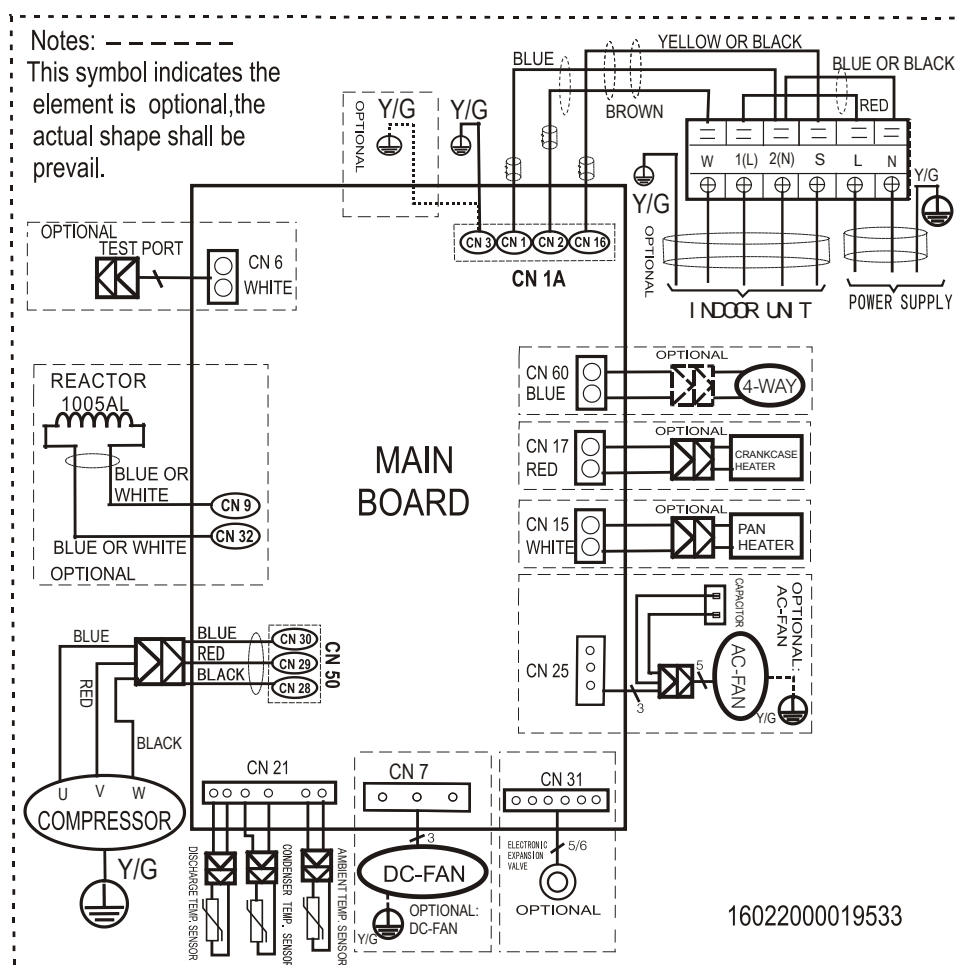 Notes:
This symbol indicates the
element is optional,the
actual shape shall be
prevail.
OPTIONAL
Y/G
Y/G
BLUE
YELLOW OR BLACK
BROWN
BLUE OR BLACK
RED
W 1(L) 2(N) S L N
Y/G
Y/G
OPTIONAL
INDOOR UNIT
POWER SUPPLY
CN 3 CN 1 CN 2 CN 16
CN 1A
OPTIONAL
TEST PORT
CN 6
WHITE
REACTOR
1005AL
BLUE OR
WHITE
CN 9
BLUE OR WHITE
CN 32
OPTIONAL
MAIN
BOARD
OPTIONAL
CN 60
BLUE
4-WAY
OPTIONAL
CN 17
RED
CRANKCASE
HEATER
OPTIONAL
CN 15
WHITE
PAN
HEATER
CN 25
3
5
CAPACITOR
AC-FAN
Y/G
OPTIONAL:
AC-FAN
BLUE
RED
BLACK
BLUE
RED
BLACK
CN 30
CN 29
CN 28
CN 50
U V W
COMPRESSOR
Y/G
CN 21
DISCHARGE TEMP. SENSOR
CONDENSER TEMP. SENSOR
AMBIENT TEMP. SENSOR
CN 7
3
DC-FAN
Y/G
OPTIONAL:
DC-FAN
CN 31
ELECTRONIC
EXPANSION
VALVE
5/6
OPTIONAL
16022000019533